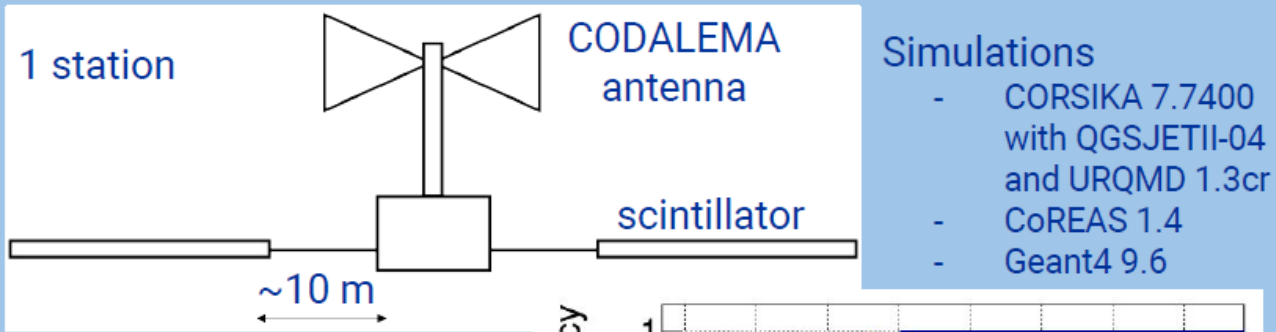 1 station
CODALEMA
antenna
scintillator
~10 m
Simulations
- CORSIKA 7.7400
with QGSJETII-04
and URQMD 1.3cr
- CoREAS 1.4
- Geant4 9.6
cy
1